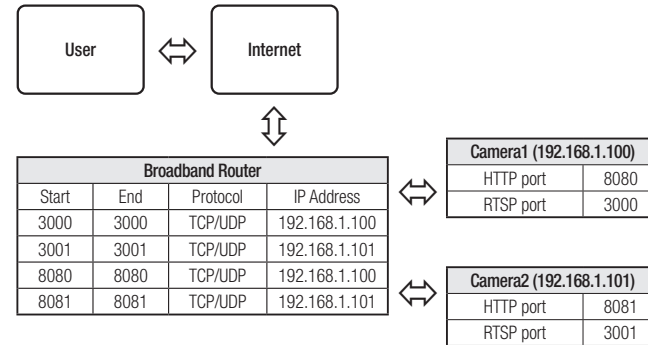 User
Internet
Broadband Router
Start End Protocol IP Address
3000 3000 TCP/UDP 192.168.1.100
3001 3001 TCP/UDP 192.168.1.101
8080 8080 TCP/UDP 192.168.1.100
8081 8081 TCP/UDP 192.168.1.101
Camera1 (192.168.1.100)
HTTP port 8080
RTSP port 3000
Camera2 (192.168.1.101)
HTTP port 8081
RTSP port 3001